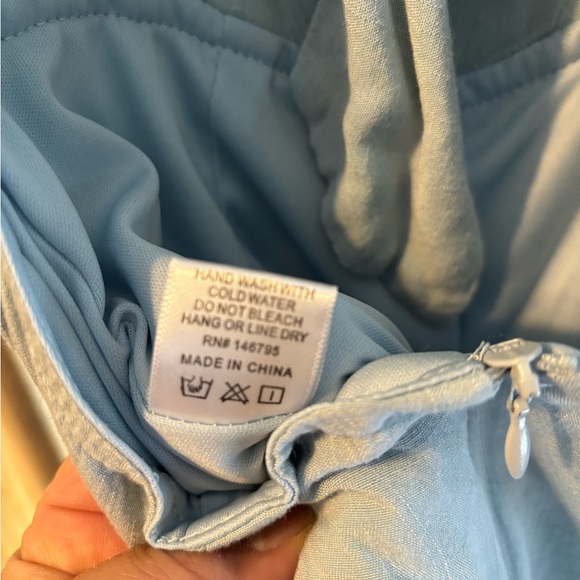 HAND WASH WITH
COLD WATER
DO NOT BLEACH
HANG OR LINE DRY
RN# 146795
MADE IN CHINA